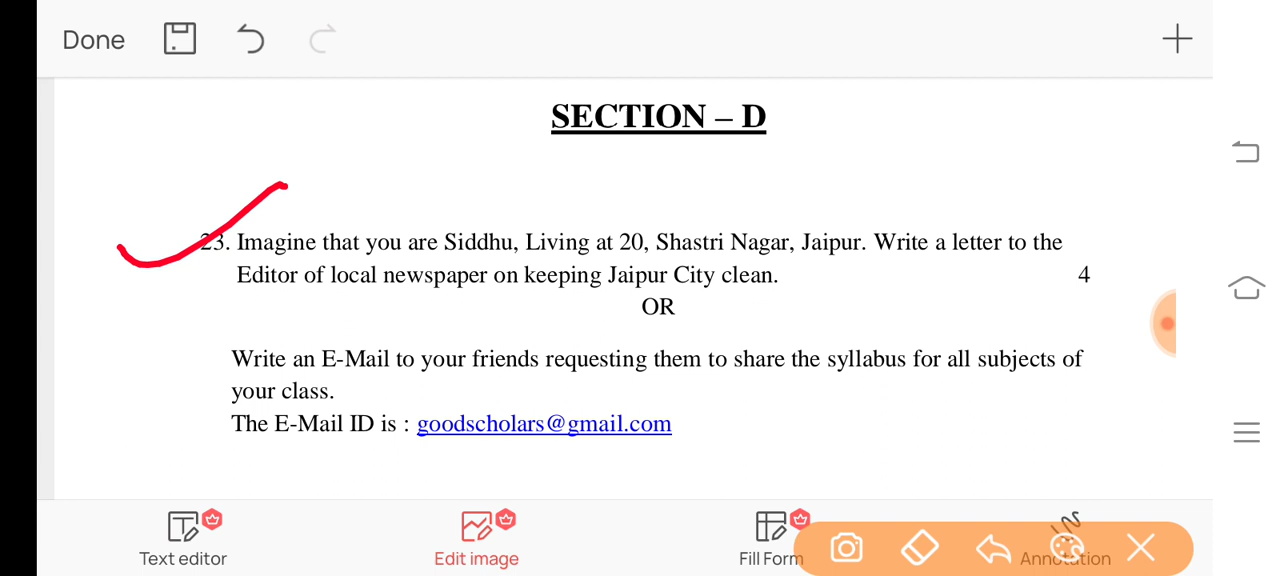 Done
SECTION – D
23. Imagine that you are Siddhu, Living at 20, Shastri Nagar, Jaipur. Write a letter to the
Editor of local newspaper on keeping Jaipur City clean. 4
OR
Write an E-Mail to your friends requesting them to share the syllabus for all subjects of
your class.
The E-Mail ID is : goodscholars@gmail.com
Text editor Edit image Fill Form Annotation